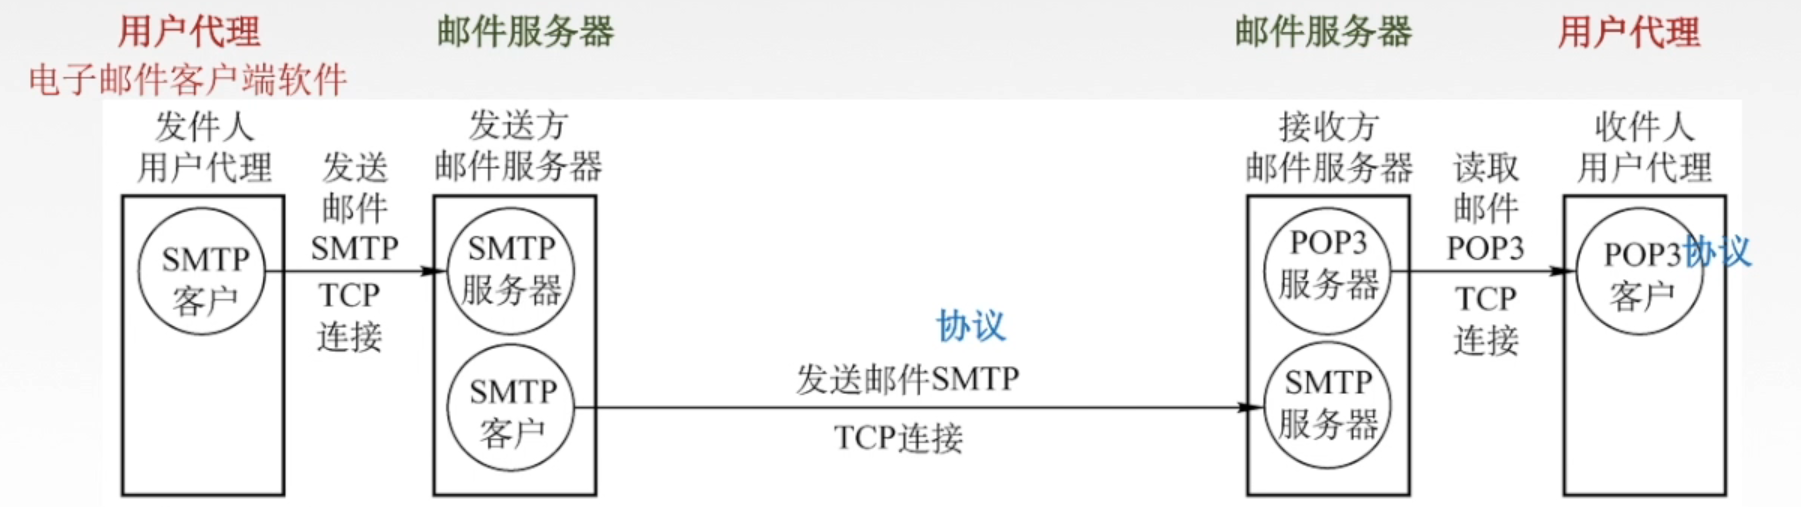 用户代理
邮件服务器
邮件服务器
用户代理
电子邮件客户端软件
发件人
用户代理
发送
邮件
SMTP
TCP
连接
发送方
邮件服务器
接收方
邮件服务器
读取
邮件
POP3
TCP
连接
收件人
用户代理
SMTP
客户
SMTP
服务器
SMTP
客户
协议
发送邮件SMTP
TCP连接
POP3
服务器
SMTP
服务器
POP3
客户
协议